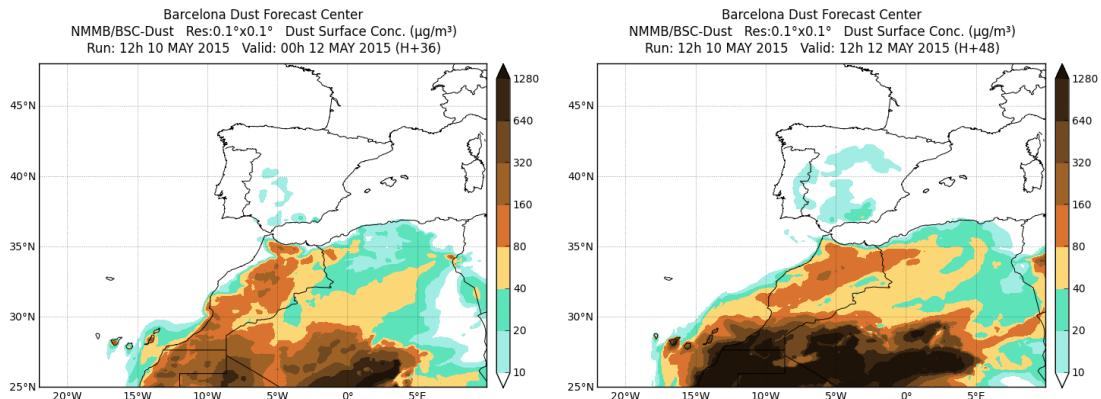 Barcelona Dust Forecast Center
NMMB/BSC-Dust Res:0.1°x0.1° Dust Surface Conc. (μg/m³)
Run: 12h 10 MAY 2015 Valid: 00h 12 MAY 2015 (H+36)
45°N
40°N
35°N
30°N
25°N
20°W
15°W
10°W
5°W
0°
5°E
1280
640
320
160
80
40
20
10
Barcelona Dust Forecast Center
NMMB/BSC-Dust Res:0.1°x0.1° Dust Surface Conc. (μg/m³)
Run: 12h 10 MAY 2015 Valid: 12h 12 MAY 2015 (H+48)
45°N
40°N
35°N
30°N
25°N
20°W
15°W
10°W
5°W
0°
5°E
1280
640
320
160
80
40
20
10